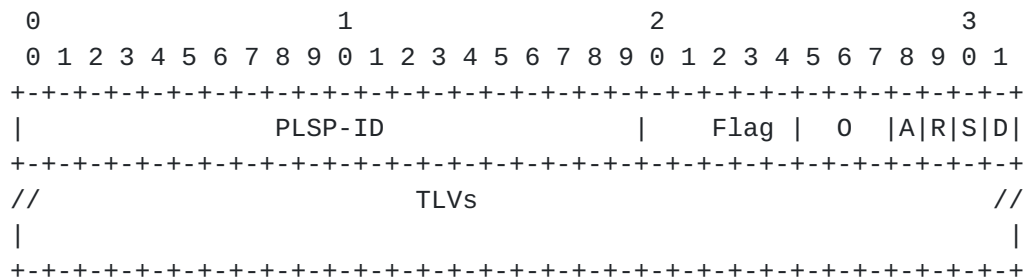 0                   1                   2                   3
 0 1 2 3 4 5 6 7 8 9 0 1 2 3 4 5 6 7 8 9 0 1 2 3 4 5 6 7 8 9 0 1
+-+-+-+-+-+-+-+-+-+-+-+-+-+-+-+-+-+-+-+-+-+-+-+-+-+-+-+-+-+-+-+-+
|                PLSP-ID                |    Flag |  O  |A|R|S|D|
+-+-+-+-+-+-+-+-+-+-+-+-+-+-+-+-+-+-+-+-+-+-+-+-+-+-+-+-+-+-+-+-+
//                        TLVs                                 //
|                                                               |
+-+-+-+-+-+-+-+-+-+-+-+-+-+-+-+-+-+-+-+-+-+-+-+-+-+-+-+-+-+-+-+-+